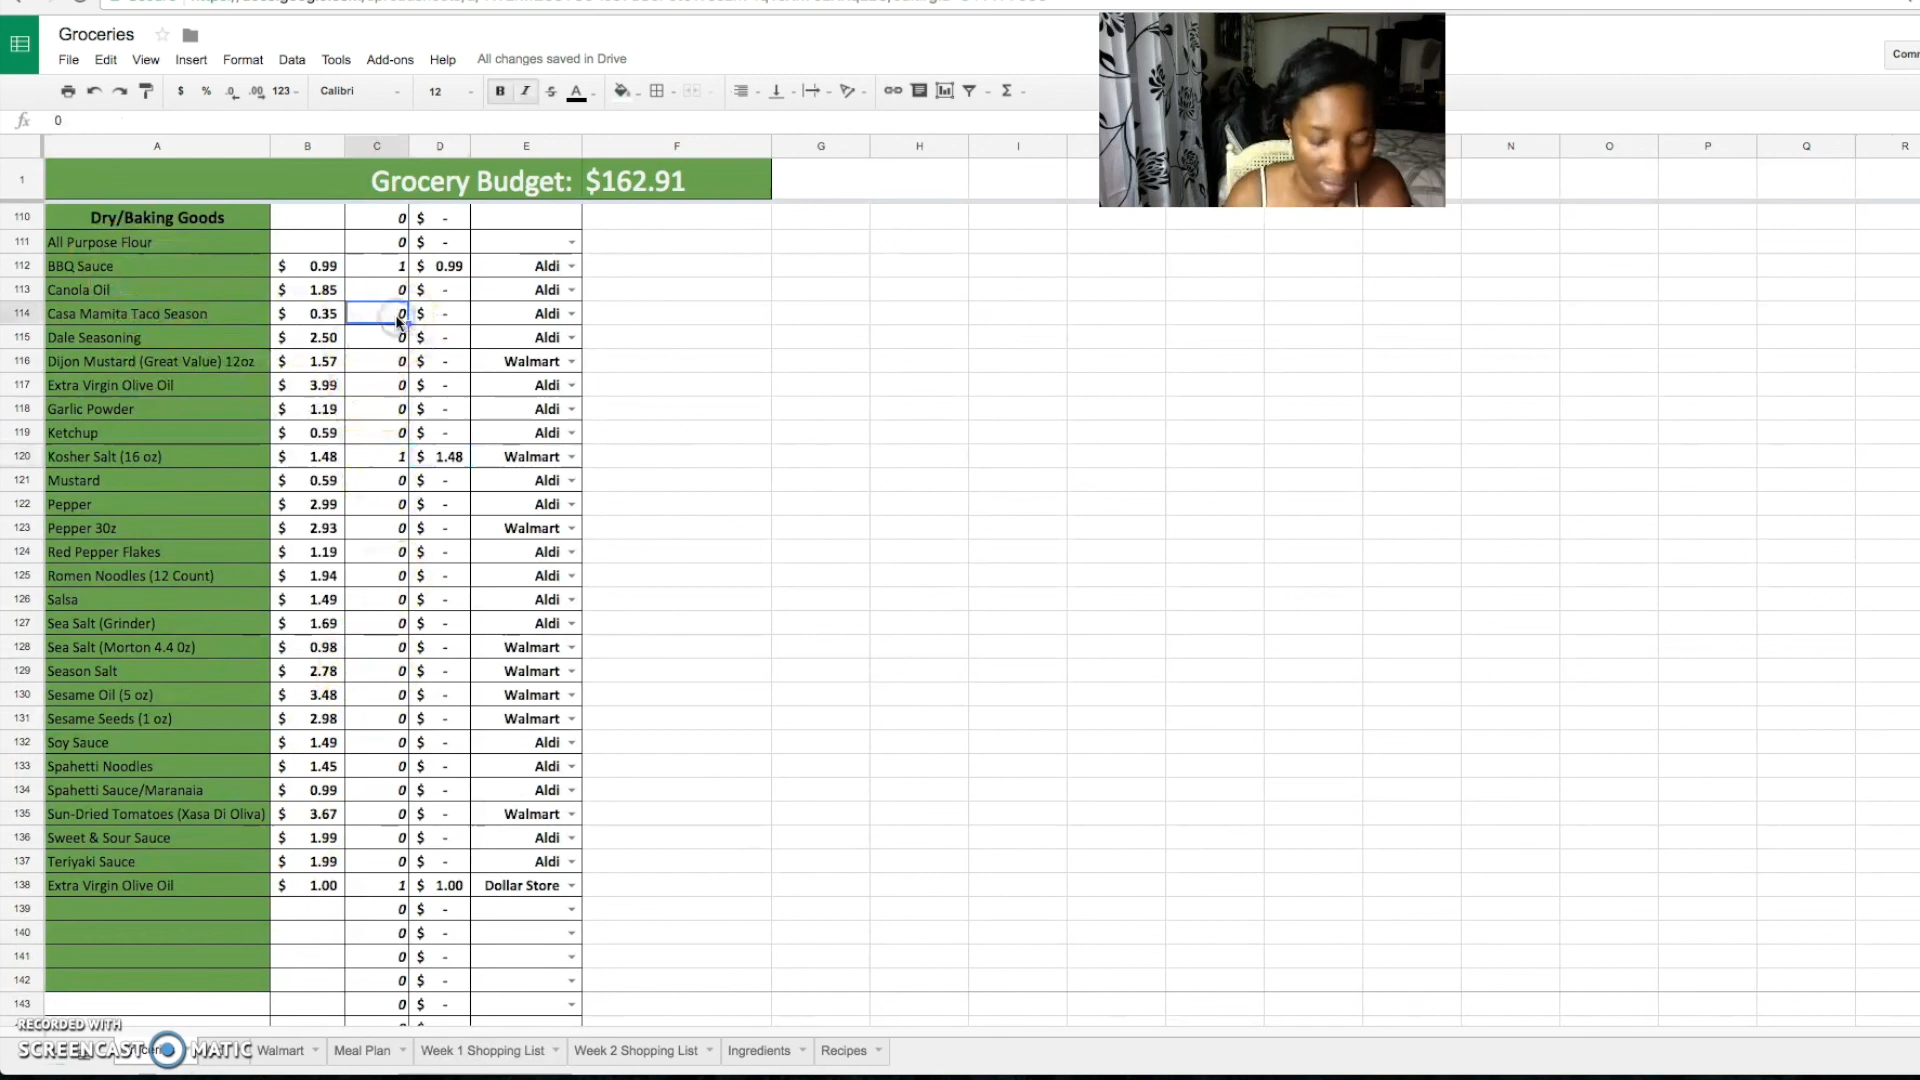 Groceries
File Edit View Insert Format Data Tools Add-ons Help All changes saved in Drive
Comm
$ % .0 .00 123 Calibri 12 B I S A Σ
fx 0
A B C D E F G H I N O P Q R
1 Grocery Budget: $162.91
110 Dry/Baking Goods 0 $ -
111 All Purpose Flour 0 $ -
112 BBQ Sauce $ 0.99 1 $ 0.99 Aldi
113 Canola Oil $ 1.85 0 $ - Aldi
114 Casa Mamita Taco Season $ 0.35 0 $ - Aldi
115 Dale Seasoning $ 2.50 0 $ - Aldi
116 Dijon Mustard (Great Value) 12oz $ 1.57 0 $ - Walmart
117 Extra Virgin Olive Oil $ 3.99 0 $ - Aldi
118 Garlic Powder $ 1.19 0 $ - Aldi
119 Ketchup $ 0.59 0 $ - Aldi
120 Kosher Salt (16 oz) $ 1.48 1 $ 1.48 Walmart
121 Mustard $ 0.59 0 $ - Aldi
122 Pepper $ 2.99 0 $ - Aldi
123 Pepper 30z $ 2.93 0 $ - Walmart
124 Red Pepper Flakes $ 1.19 0 $ - Aldi
125 Romen Noodles (12 Count) $ 1.94 0 $ - Aldi
126 Salsa $ 1.49 0 $ - Aldi
127 Sea Salt (Grinder) $ 1.69 0 $ - Aldi
128 Sea Salt (Morton 4.4 0z) $ 0.98 0 $ - Walmart
129 Season Salt $ 2.78 0 $ - Walmart
130 Sesame Oil (5 oz) $ 3.48 0 $ - Walmart
131 Sesame Seeds (1 oz) $ 2.98 0 $ - Walmart
132 Soy Sauce $ 1.49 0 $ - Aldi
133 Spahetti Noodles $ 1.45 0 $ - Aldi
134 Spahetti Sauce/Maranaia $ 0.99 0 $ - Aldi
135 Sun-Dried Tomatoes (Xasa Di Oliva) $ 3.67 0 $ - Walmart
136 Sweet & Sour Sauce $ 1.99 0 $ - Aldi
137 Teriyaki Sauce $ 1.99 0 $ - Aldi
138 Extra Virgin Olive Oil $ 1.00 1 $ 1.00 Dollar Store
139 0 $ -
140 0 $ -
141 0 $ -
142 0 $ -
143 0 $ -
RECORDED WITH
SCREENCAST MATIC
Walmart Meal Plan Week 1 Shopping List Week 2 Shopping List Ingredients Recipes